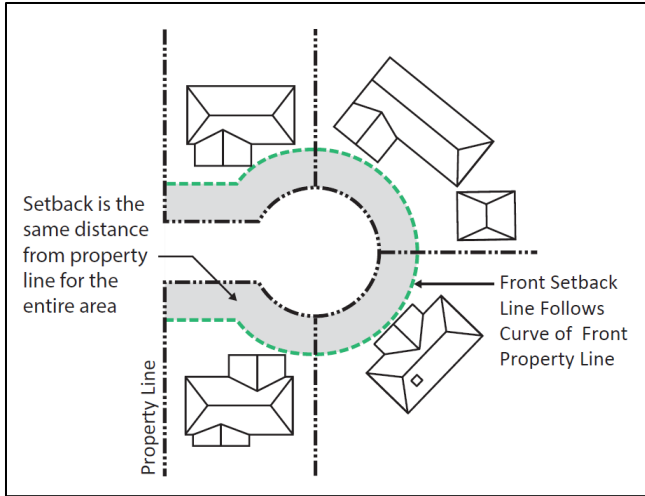 Setback is the
same distance
from property
line for the
entire area
Front Setback
Line Follows
Curve of Front
Property Line
Property Line